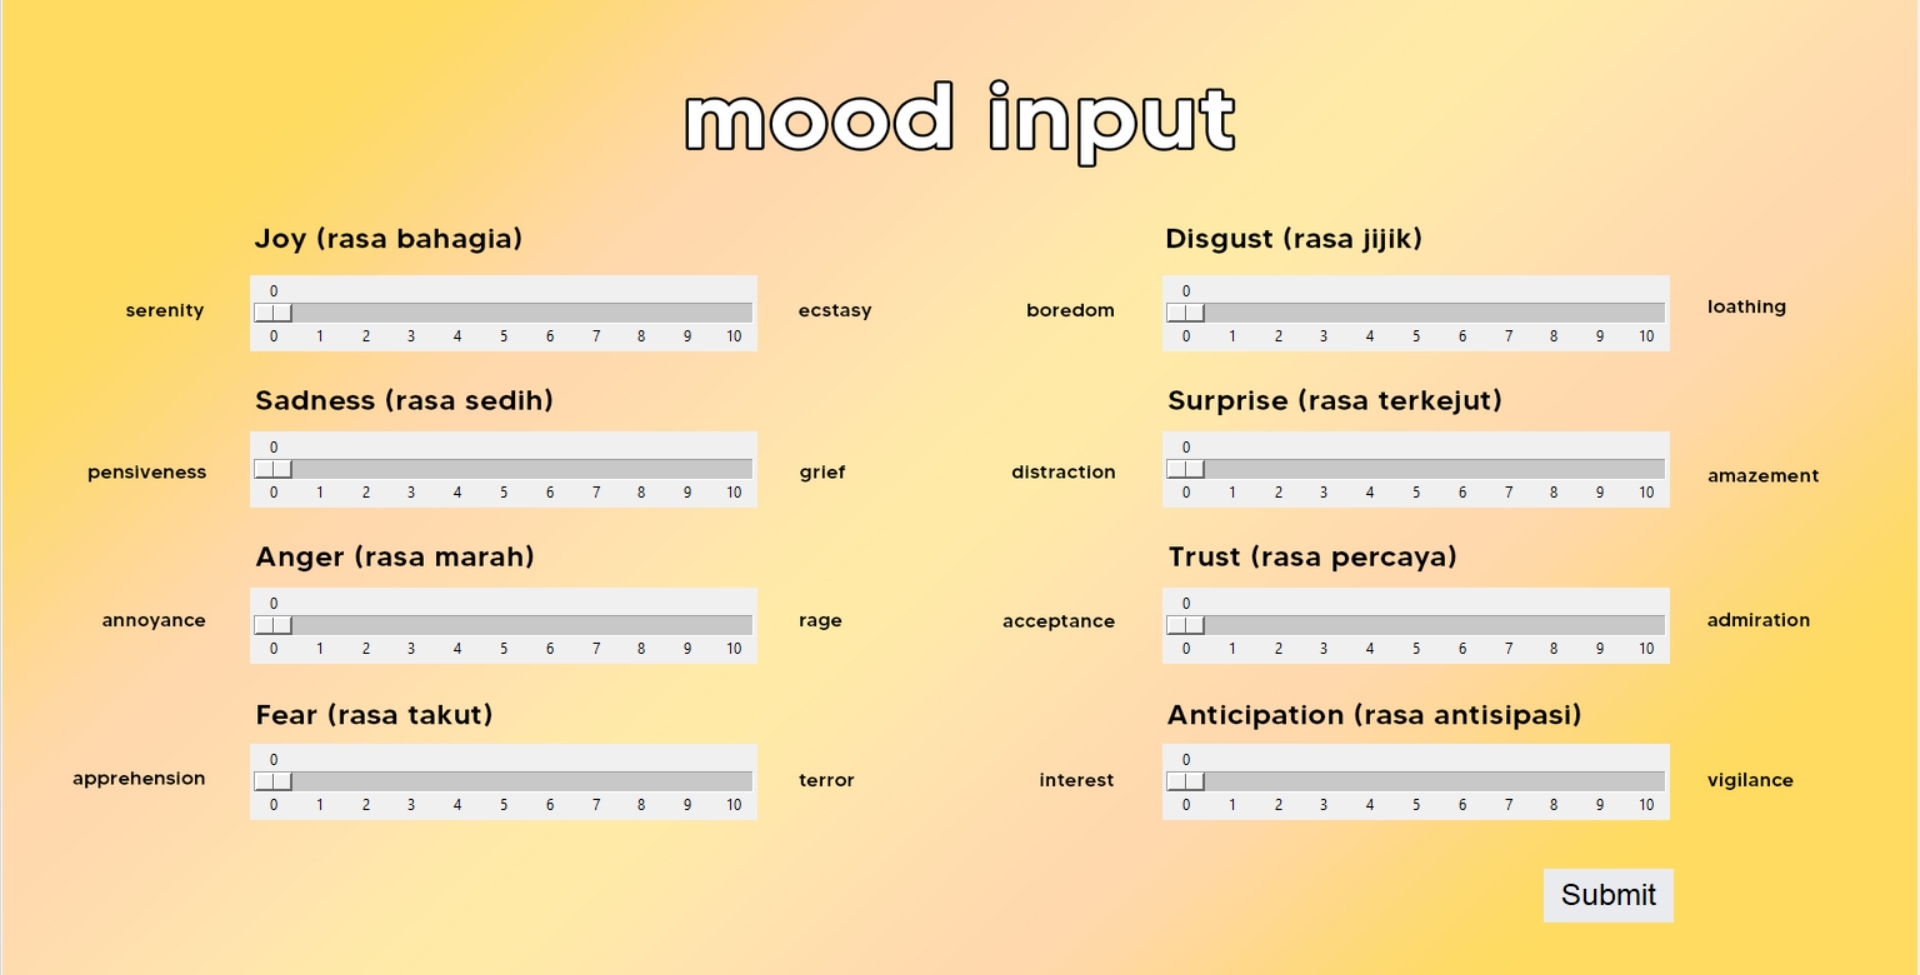 mood input
Joy (rasa bahagia)
0
serenity
ecstasy
0 1 2 3 4 5 6 7 8 9 10
Disgust (rasa jijik)
0
boredom
loathing
0 1 2 3 4 5 6 7 8 9 10
Sadness (rasa sedih)
0
pensiveness
grief
0 1 2 3 4 5 6 7 8 9 10
Surprise (rasa terkejut)
0
distraction
amazement
0 1 2 3 4 5 6 7 8 9 10
Anger (rasa marah)
0
annoyance
rage
0 1 2 3 4 5 6 7 8 9 10
Trust (rasa percaya)
0
acceptance
admiration
0 1 2 3 4 5 6 7 8 9 10
Fear (rasa takut)
0
apprehension
terror
0 1 2 3 4 5 6 7 8 9 10
Anticipation (rasa antisipasi)
0
interest
vigilance
0 1 2 3 4 5 6 7 8 9 10
Submit